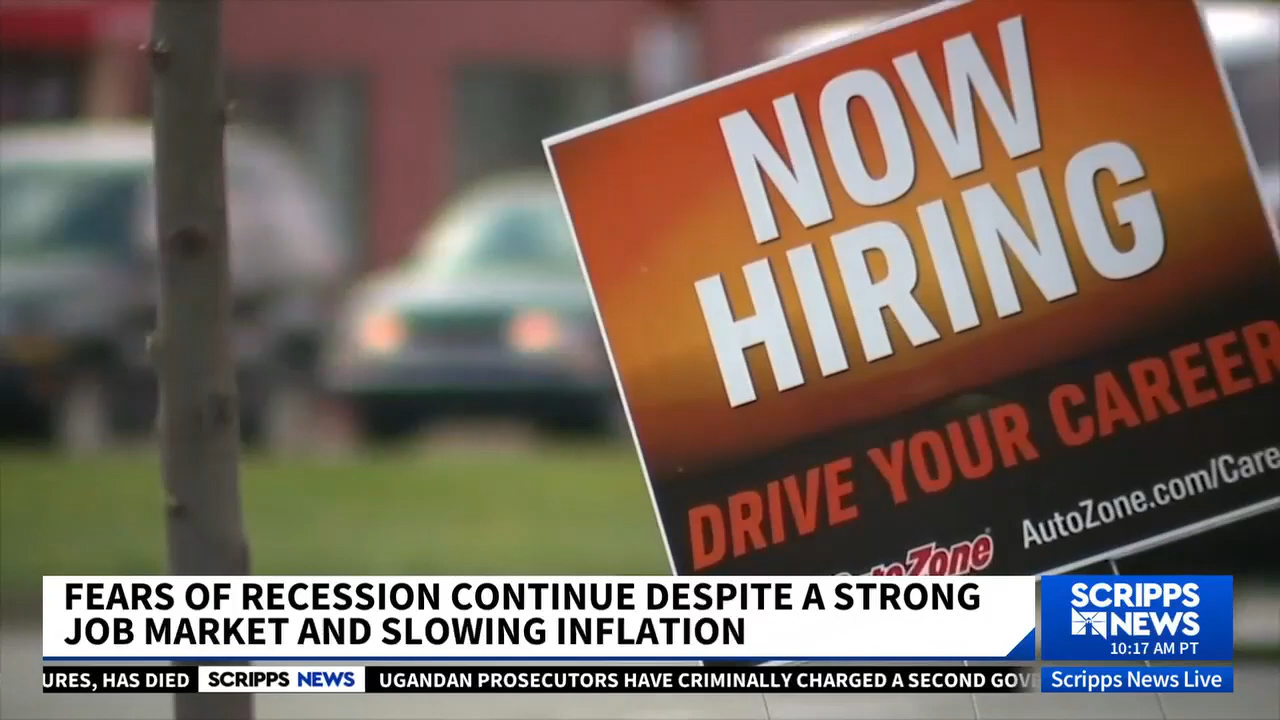 NOW
HIRING
DRIVE YOUR CAREER
AutoZone.com/Care
AutoZone
FEARS OF RECESSION CONTINUE DESPITE A STRONG
JOB MARKET AND SLOWING INFLATION
SCRIPPS
NEWS
10:17 AM PT
URES, HAS DIED SCRIPPS NEWS UGANDAN PROSECUTORS HAVE CRIMINALLY CHARGED A SECOND GOV
Scripps News Live